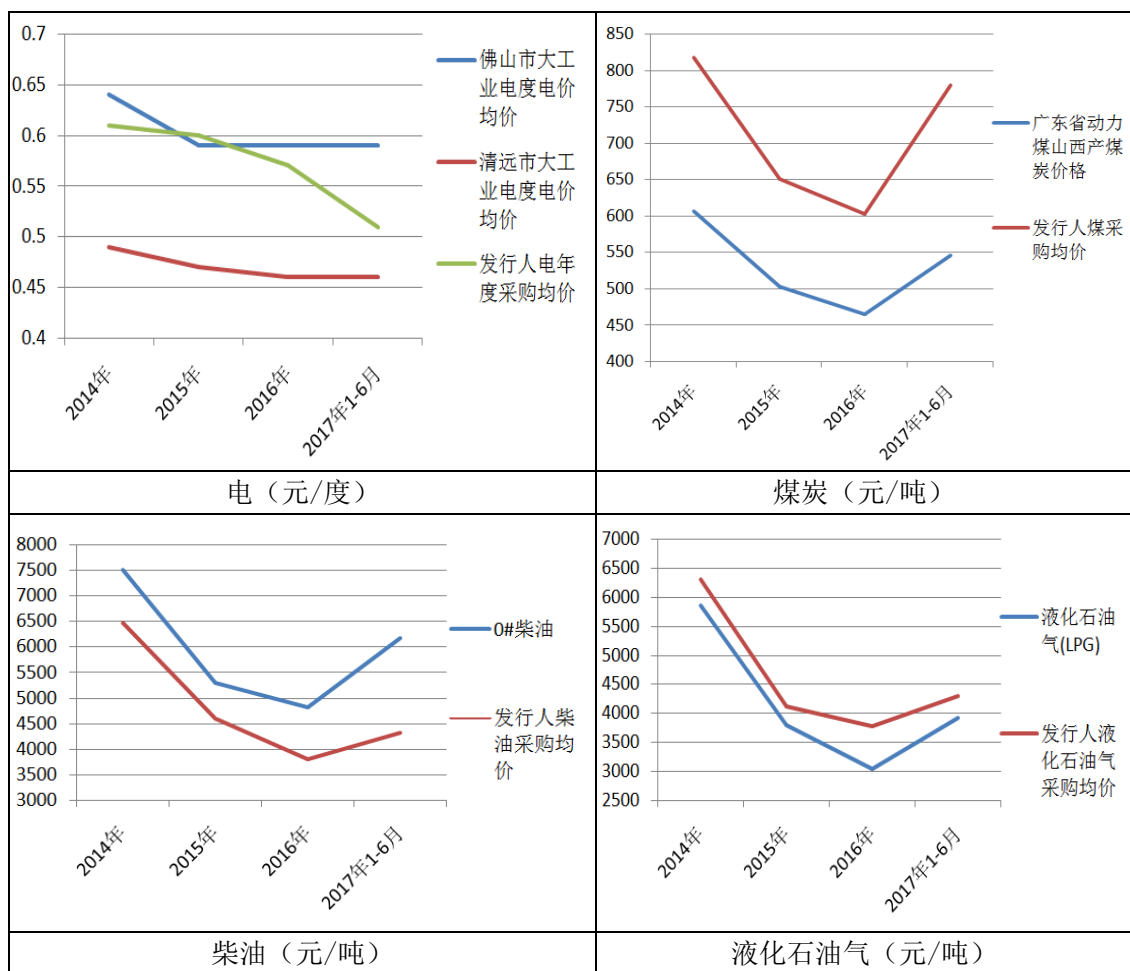 0.7
0.65
0.6
0.55
0.5
0.45
0.4
2014年
2015年
2016年
2017年1-6月
佛山市大工
业电度电价
均价
清远市大工
业电度电价
均价
发行人电年
度采购均价
850
800
750
700
650
600
550
500
450
400
2014年
2015年
2016年
2017年1-6月
广东省动力
煤山西产煤
炭价格
发行人煤采
购均价
电（元/度）
煤炭（元/吨）
8000
7500
7000
6500
6000
5500
5000
4500
4000
3500
3000
2014年
2015年
2016年
2017年1-6月
0#柴油
发行人柴
油采购均
价
7000
6500
6000
5500
5000
4500
4000
3500
3000
2500
2014年
2015年
2016年
2017年1-6月
液化石油
气(LPG)
发行人液
化石油气
采购均价
柴油（元/吨）
液化石油气（元/吨）